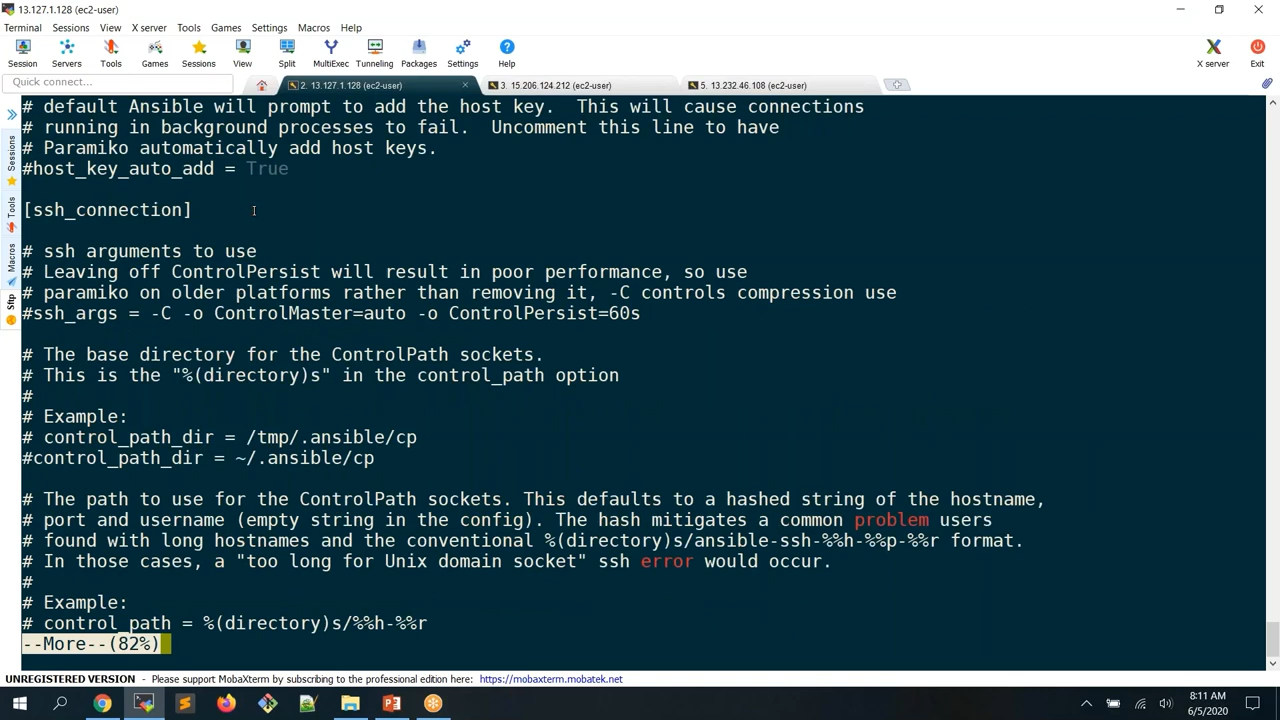 13.127.1.128 (ec2-user)
Terminal Sessions View X server Tools Games Settings Macros Help
Session Servers Tools Games Sessions View Split MultiExec Tunneling Packages Settings Help X server Exit
Quick connect...
2. 13.127.1.128 (ec2-user)
3. 15.206.124.212 (ec2-user)
5. 13.232.46.108 (ec2-user)
Sessions
Tools
Macros
Sftp
# default Ansible will prompt to add the host key.  This will cause connections
# running in background processes to fail.  Uncomment this line to have
# Paramiko automatically add host keys.
#host_key_auto_add = True
[ssh_connection]
# ssh arguments to use
# Leaving off ControlPersist will result in poor performance, so use
# paramiko on older platforms rather than removing it, -C controls compression use
#ssh_args = -C -o ControlMaster=auto -o ControlPersist=60s
# The base directory for the ControlPath sockets.
# This is the "%(directory)s" in the control_path option
#
# Example:
# control_path_dir = /tmp/.ansible/cp
#control_path_dir = ~/.ansible/cp
# The path to use for the ControlPath sockets. This defaults to a hashed string of the hostname,
# port and username (empty string in the config). The hash mitigates a common problem users
# found with long hostnames and the conventional %(directory)s/ansible-ssh-%%h-%%p-%%r format.
# In those cases, a "too long for Unix domain socket" ssh error would occur.
#
# Example:
# control_path = %(directory)s/%%h-%%r
--More--(82%)
UNREGISTERED VERSION - Please support MobaXterm by subscribing to the professional edition here: https://mobaxterm.mobatek.net
8:11 AM
6/5/2020